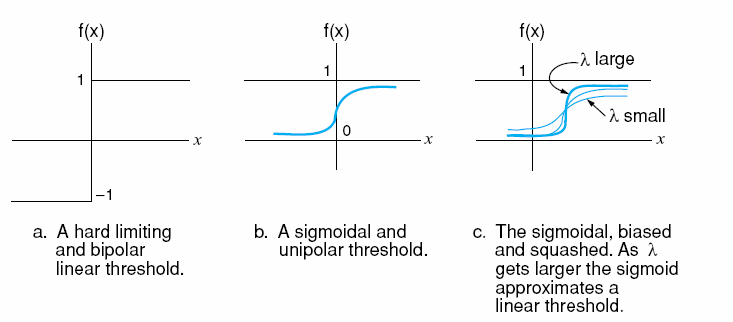 f(x)
1
x
−1
a. A hard limiting
and bipolar
linear threshold.
f(x)
1
0
x
b. A sigmoidal and
unipolar threshold.
f(x)
λ large
1
λ small
x
c. The sigmoidal, biased
and squashed. As λ
gets larger the sigmoid
approximates a
linear threshold.